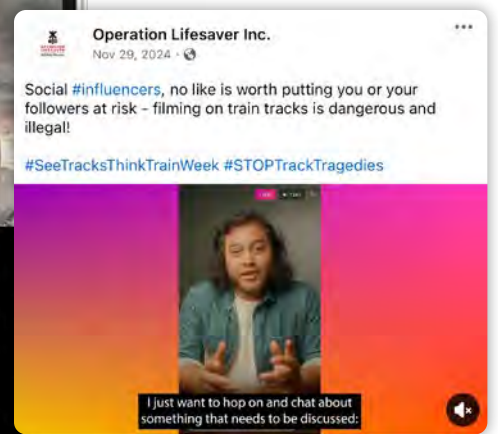 Operation Lifesaver Inc.
Nov 29, 2024 ·
Social #influencers, no like is worth putting you or your
followers at risk – filming on train tracks is dangerous and
illegal!
#SeeTracksThinkTrainWeek #STOPTrackTragedies
I just want to hop on and chat about
something that needs to be discussed: